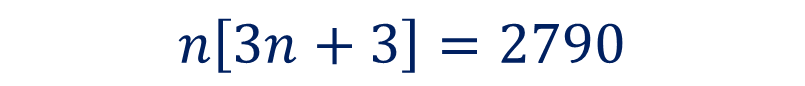 n[3n + 3] = 2790